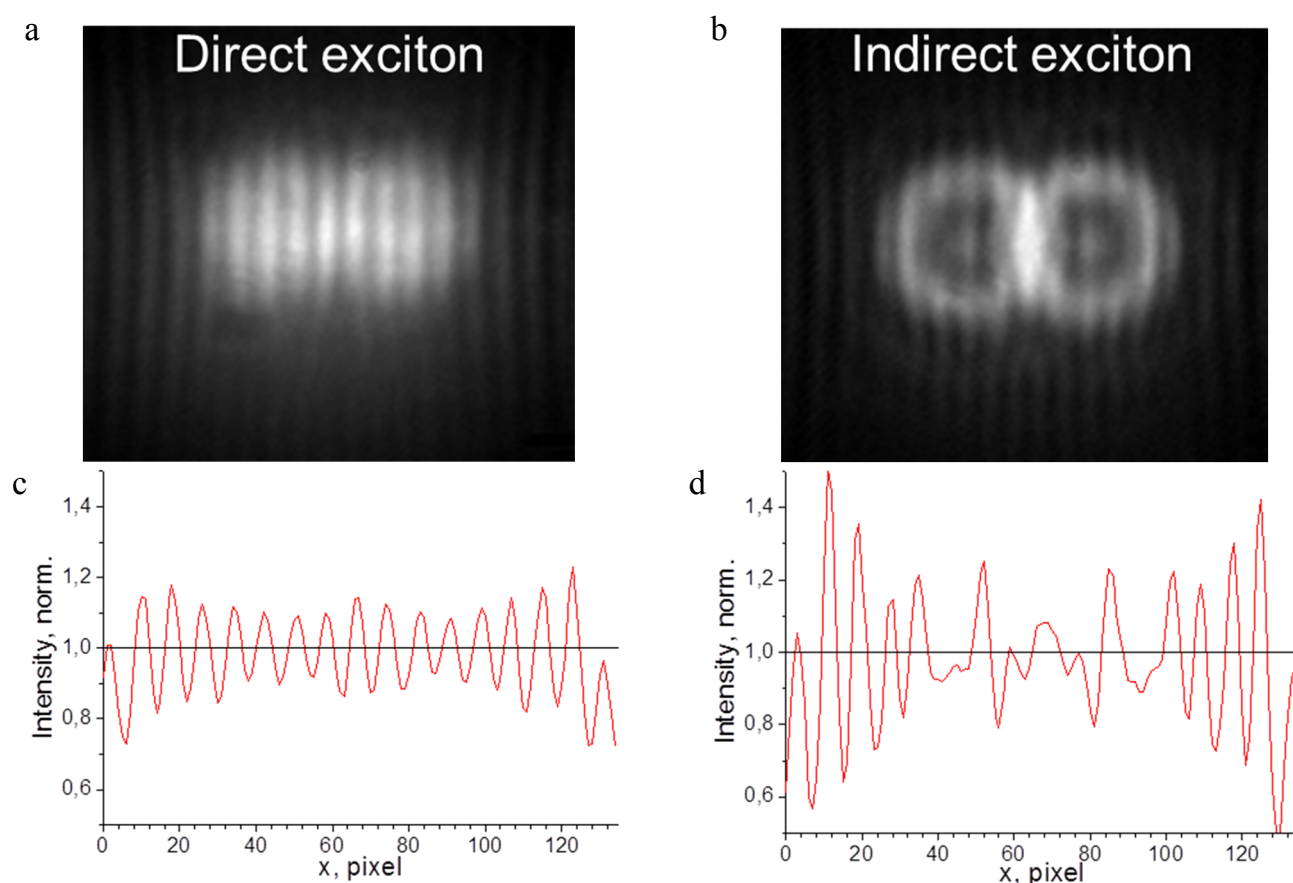 a
Direct exciton
b
Indirect exciton
c
1,4
1,2
1,0
0,8
0,6
Intensity, norm.
0
20
40
60
80
100
120
x, pixel
d
1,4
1,2
1,0
0,8
0,6
Intensity, norm.
0
20
40
60
80
100
120
x, pixel